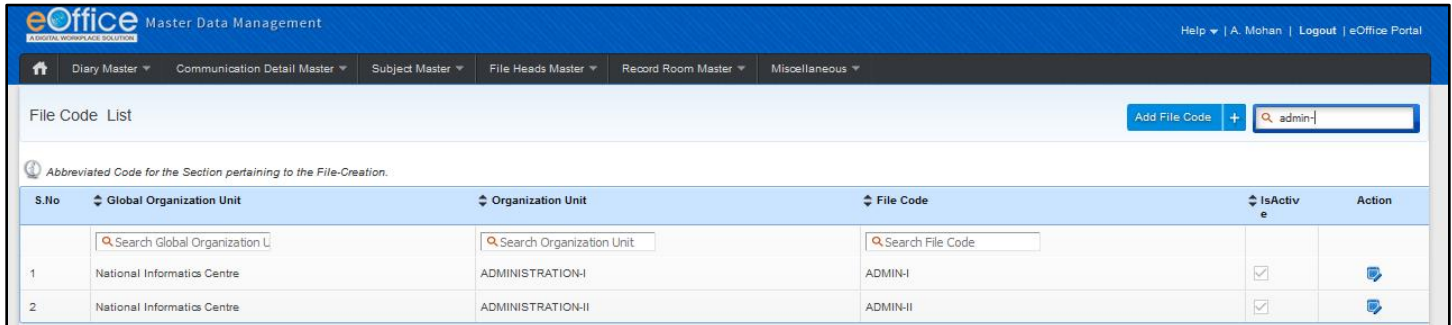 eOffice Master Data Management
A DIGITAL WORKPLACE SOLUTION
Help | A. Mohan | Logout | eOffice Portal
Diary Master Communication Detail Master Subject Master File Heads Master Record Room Master Miscellaneous
File Code List Add File Code + admin-
Abbreviated Code for the Section pertaining to the File-Creation.
S.No Global Organization Unit Organization Unit File Code IsActiv Action
e
Search Global Organization U Search Organization Unit Search File Code
1 National Informatics Centre ADMINISTRATION-I ADMIN-I
2 National Informatics Centre ADMINISTRATION-II ADMIN-II